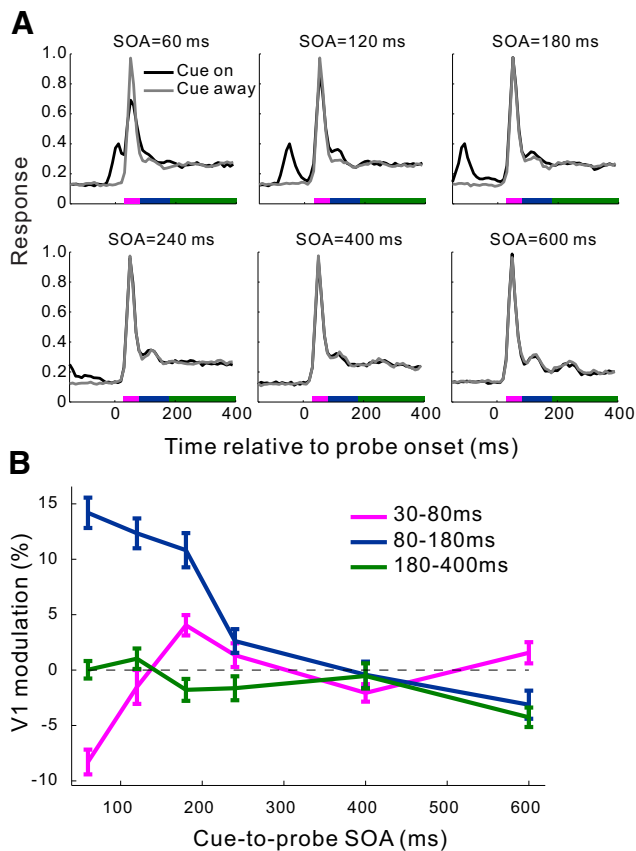 A
SOA=60 ms
SOA=120 ms
SOA=180 ms
Cue on
Cue away
1.0
0.8
0.6
0.4
0.2
0
Response
SOA=240 ms
SOA=400 ms
SOA=600 ms
1.0
0.8
0.6
0.4
0.2
0
0 200 400 0 200 400 0 200 400
Time relative to probe onset (ms)
B
15
10
5
0
-5
-10
V1 modulation (%)
30-80ms
80-180ms
180-400ms
100 200 300 400 500 600
Cue-to-probe SOA (ms)